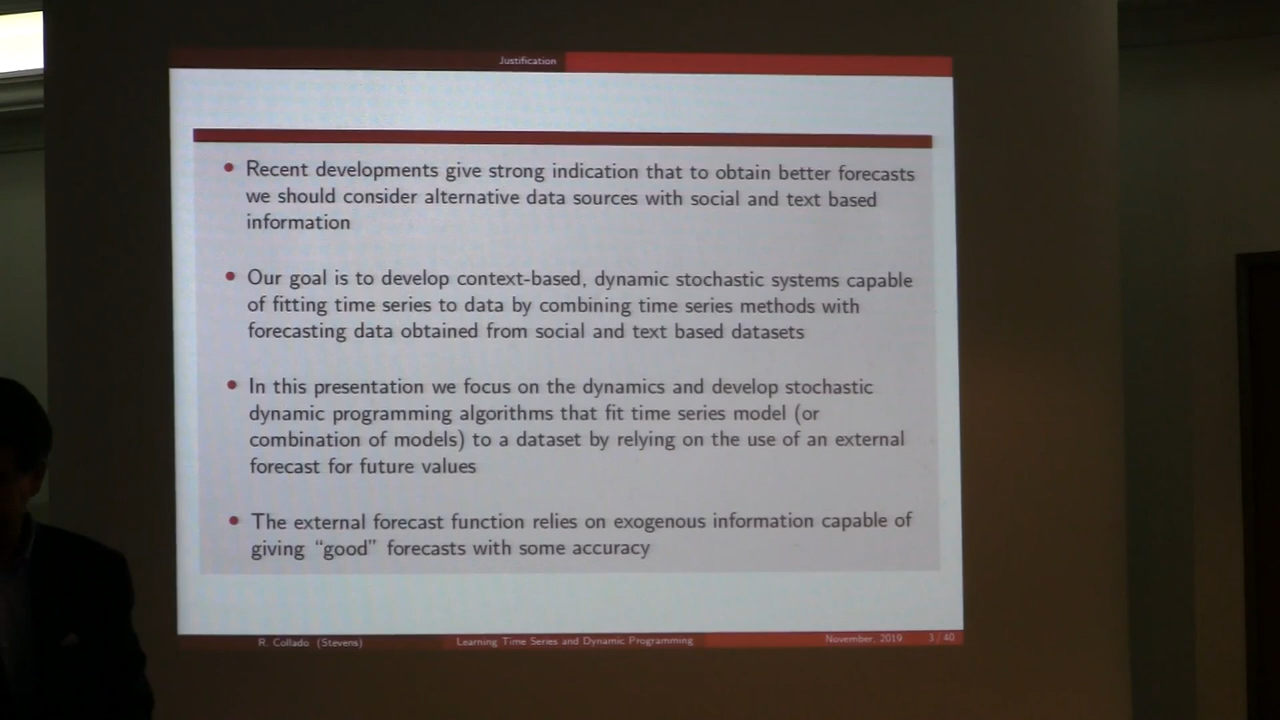 Justification
• Recent developments give strong indication that to obtain better forecasts
we should consider alternative data sources with social and text based
information
• Our goal is to develop context-based, dynamic stochastic systems capable
of fitting time series to data by combining time series methods with
forecasting data obtained from social and text based datasets
• In this presentation we focus on the dynamics and develop stochastic
dynamic programming algorithms that fit time series model (or
combination of models) to a dataset by relying on the use of an external
forecast for future values
• The external forecast function relies on exogenous information capable of
giving “good” forecasts with some accuracy
R. Collado (Stevens) Learning Time Series and Dynamic Programming November, 2019 3 / 40